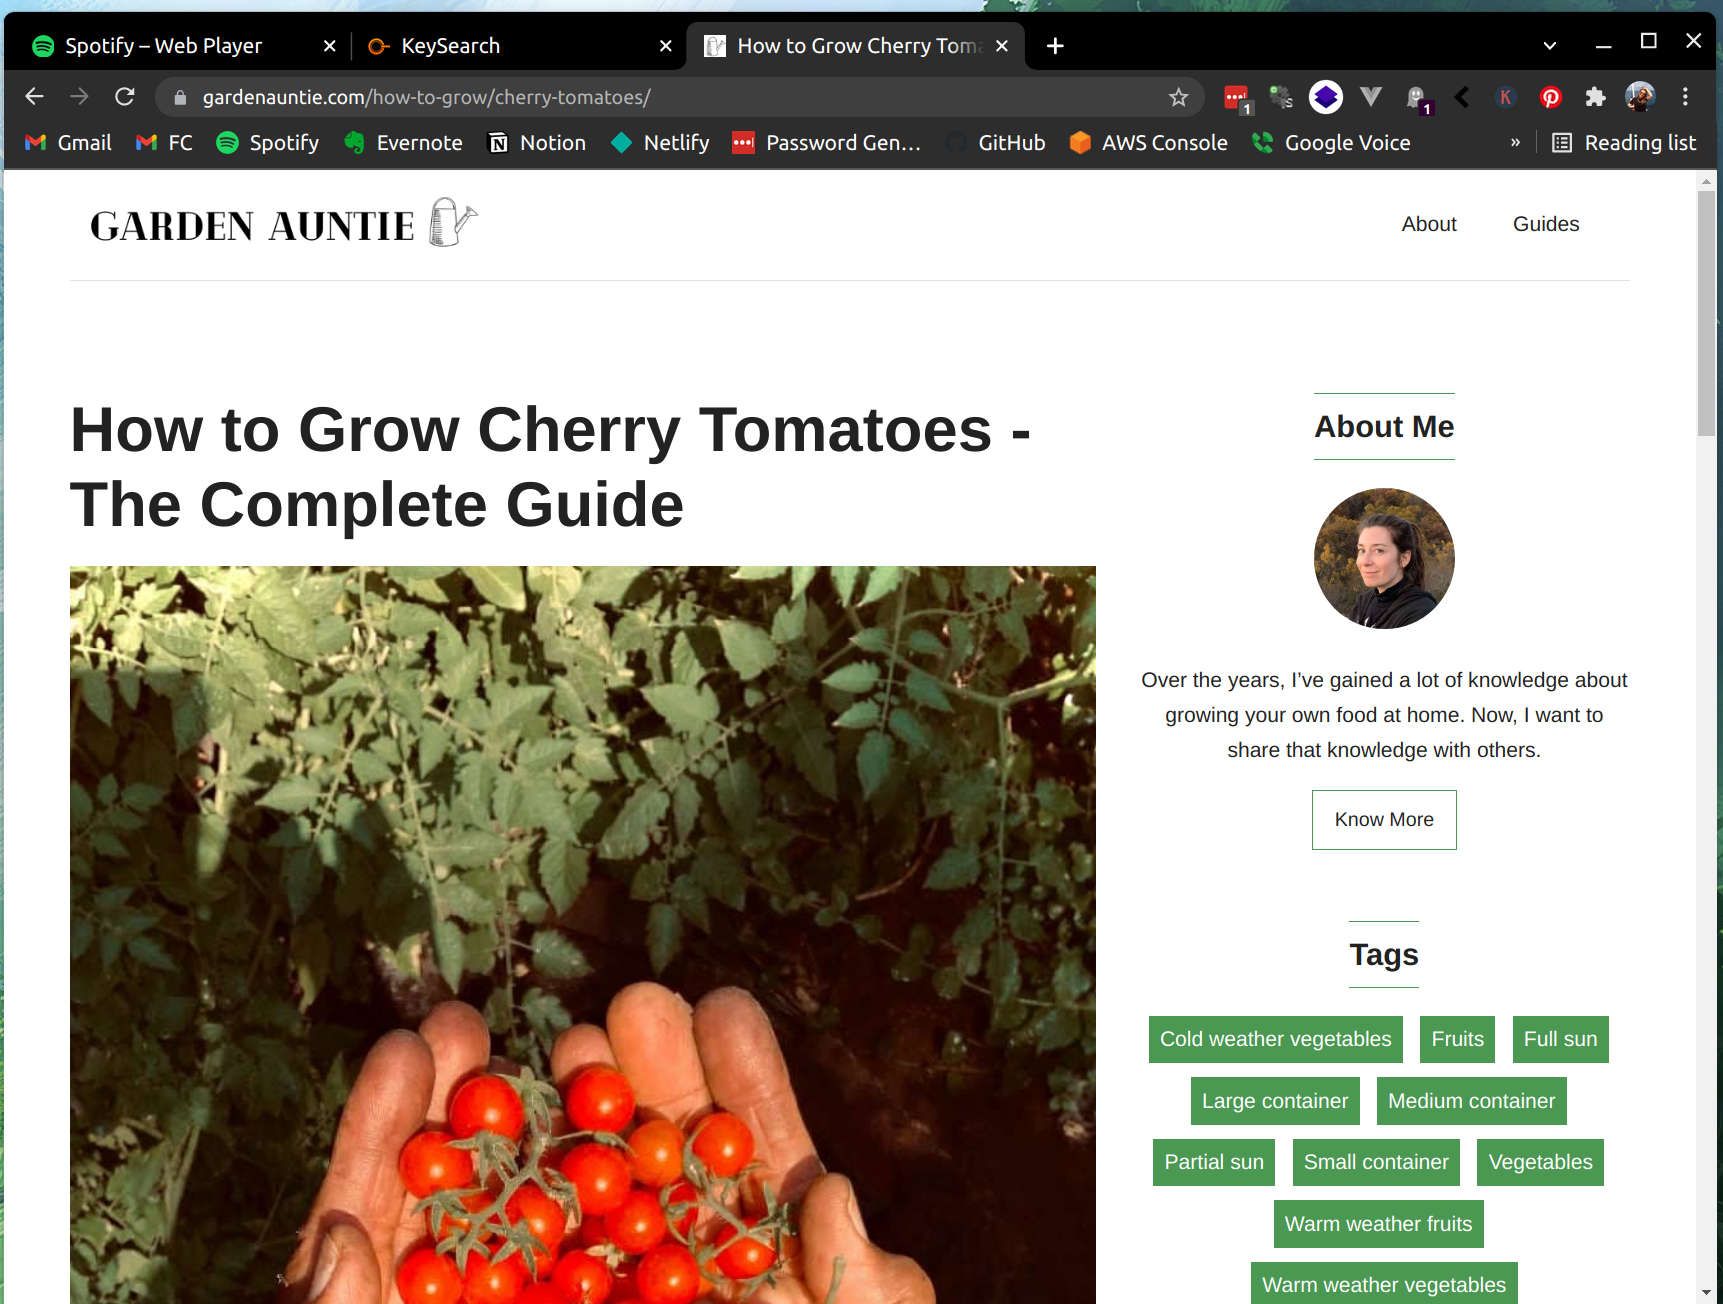 Spotify – Web Player
KeySearch
How to Grow Cherry Toma
gardenauntie.com/how-to-grow/cherry-tomatoes/
1
1
Gmail
FC
Spotify
Evernote
Notion
Netlify
Password Gen…
GitHub
AWS Console
Google Voice
»
Reading list
GARDEN AUNTIE
About
Guides
How to Grow Cherry Tomatoes -
The Complete Guide
About Me
Over the years, I’ve gained a lot of knowledge about
growing your own food at home. Now, I want to
share that knowledge with others.
Know More
Tags
Cold weather vegetables
Fruits
Full sun
Large container
Medium container
Partial sun
Small container
Vegetables
Warm weather fruits
Warm weather vegetables